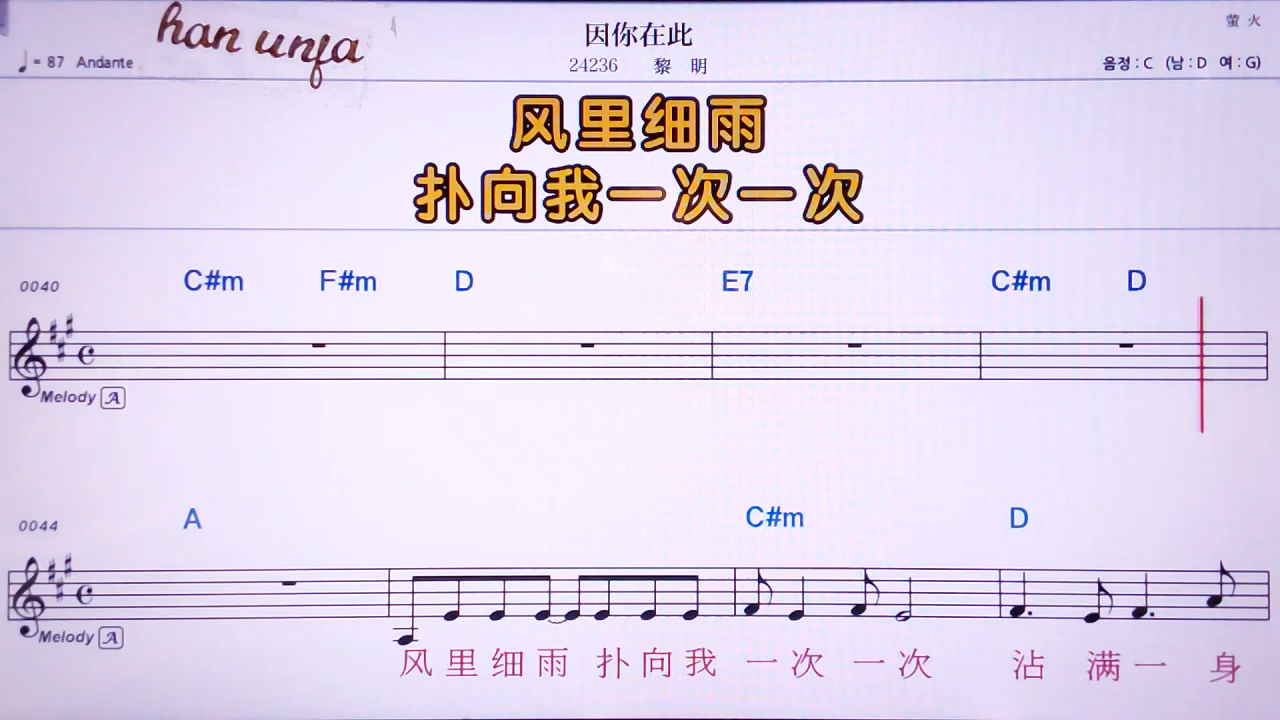 han unfa
因你在此
萤火
♩= 87 Andante
24236 黎 明
음정 : C (남 : D 여 : G)
风里细雨
扑向我一次一次
0040
C#m F#m D E7 C#m D
Melody A
0044
A C#m D
Melody A
风 里 细 雨 扑 向 我 一 次 一 次 沾 满 一 身